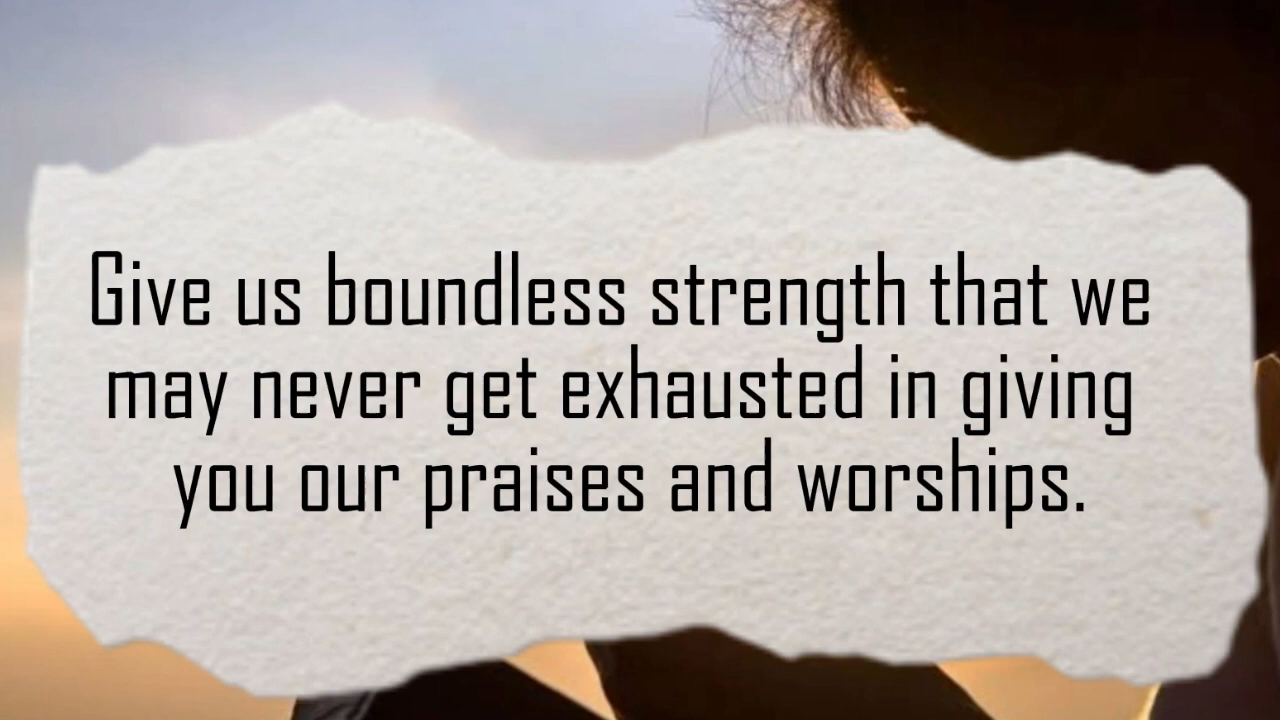 Give us boundless strength that we
may never get exhausted in giving
you our praises and worships.